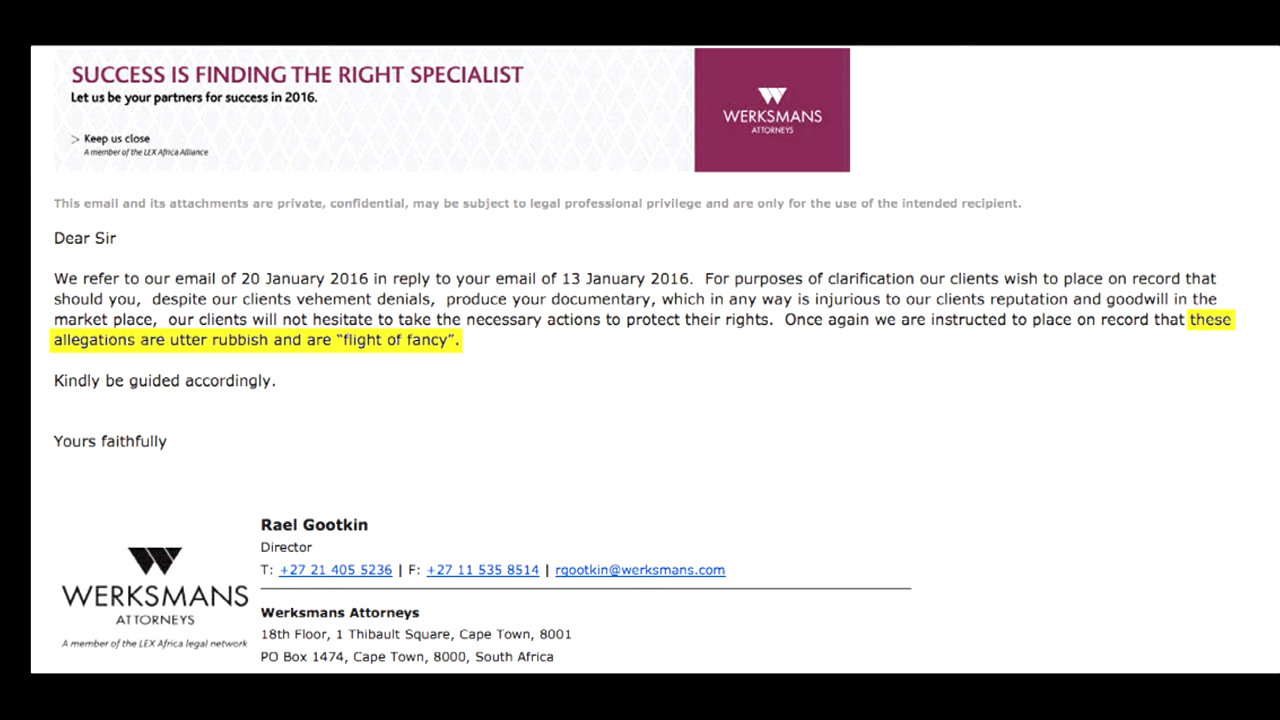 SUCCESS IS FINDING THE RIGHT SPECIALIST
Let us be your partners for success in 2016.
> Keep us close
A member of the LEX Africa Alliance
WERKSMANS
ATTORNEYS
This email and its attachments are private, confidential, may be subject to legal professional privilege and are only for the use of the intended recipient.
Dear Sir
We refer to our email of 20 January 2016 in reply to your email of 13 January 2016.  For purposes of clarification our clients wish to place on record that
should you,  despite our clients vehement denials,  produce your documentary, which in any way is injurious to our clients reputation and goodwill in the
market place,  our clients will not hesitate to take the necessary actions to protect their rights.  Once again we are instructed to place on record that these
allegations are utter rubbish and are “flight of fancy”.
Kindly be guided accordingly.
Yours faithfully
Rael Gootkin
Director
T: +27 21 405 5236 | F: +27 11 535 8514 | rgootkin@werksmans.com
WERKSMANS
ATTORNEYS
A member of the LEX Africa legal network
Werksmans Attorneys
18th Floor, 1 Thibault Square, Cape Town, 8001
PO Box 1474, Cape Town, 8000, South Africa